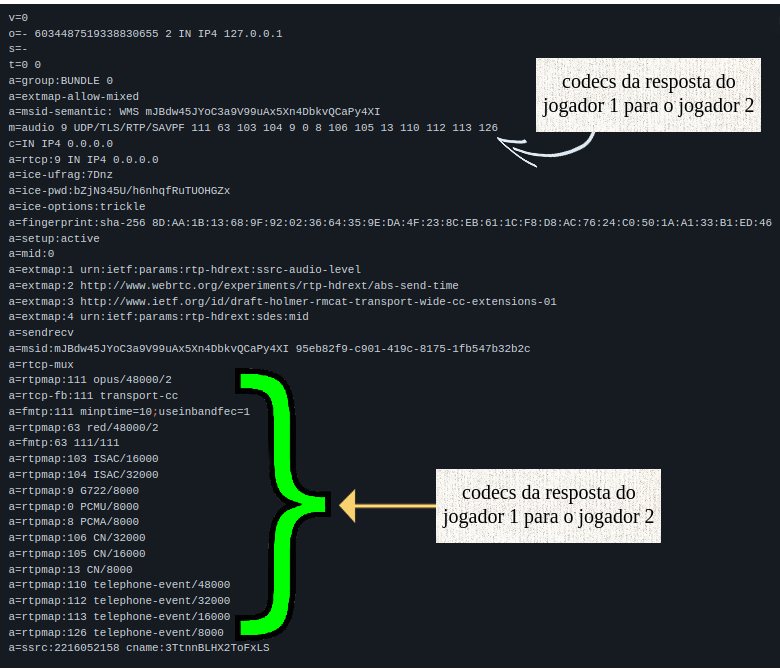 v=0
o=- 6034487519338830655 2 IN IP4 127.0.0.1
s=-
t=0 0
a=group:BUNDLE 0
a=extmap-allow-mixed
a=msid-semantic: WMS mJBdw45JYoC3a9V99uAx5Xn4DbkvQCaPy4XI
m=audio 9 UDP/TLS/RTP/SAVPF 111 63 103 104 9 0 8 106 105 13 110 112 113 126
codecs da resposta do
jogador 1 para o jogador 2
c=IN IP4 0.0.0.0
a=rtcp:9 IN IP4 0.0.0.0
a=ice-ufrag:7Dnz
a=ice-pwd:bZjN345U/h6nhqfRuTUOHGZx
a=ice-options:trickle
a=fingerprint:sha-256 8D:AA:1B:13:68:9F:92:02:36:64:35:9E:DA:4F:23:8C:EB:61:1C:F8:D8:AC:76:24:C0:50:1A:A1:33:B1:ED:46
a=setup:active
a=mid:0
a=extmap:1 urn:ietf:params:rtp-hdrext:ssrc-audio-level
a=extmap:2 http://www.webrtc.org/experiments/rtp-hdrext/abs-send-time
a=extmap:3 http://www.ietf.org/id/draft-holmer-rmcat-transport-wide-cc-extensions-01
a=extmap:4 urn:ietf:params:rtp-hdrext:sdes:mid
a=sendrecv
a=msid:mJBdw45JYoC3a9V99uAx5Xn4DbkvQCaPy4XI 95eb82f9-c901-419c-8175-1fb547b32b2c
a=rtcp-mux
a=rtpmap:111 opus/48000/2
a=rtcp-fb:111 transport-cc
a=fmtp:111 minptime=10;useinbandfec=1
a=rtpmap:63 red/48000/2
a=fmtp:63 111/111
a=rtpmap:103 ISAC/16000
a=rtpmap:104 ISAC/32000
a=rtpmap:9 G722/8000
a=rtpmap:0 PCMU/8000
a=rtpmap:8 PCMA/8000
a=rtpmap:106 CN/32000
a=rtpmap:105 CN/16000
a=rtpmap:13 CN/8000
a=rtpmap:110 telephone-event/48000
a=rtpmap:112 telephone-event/32000
a=rtpmap:113 telephone-event/16000
a=rtpmap:126 telephone-event/8000
codecs da resposta do
jogador 1 para o jogador 2
a=ssrc:2216052158 cname:3TtnnBLHX2ToFxLS